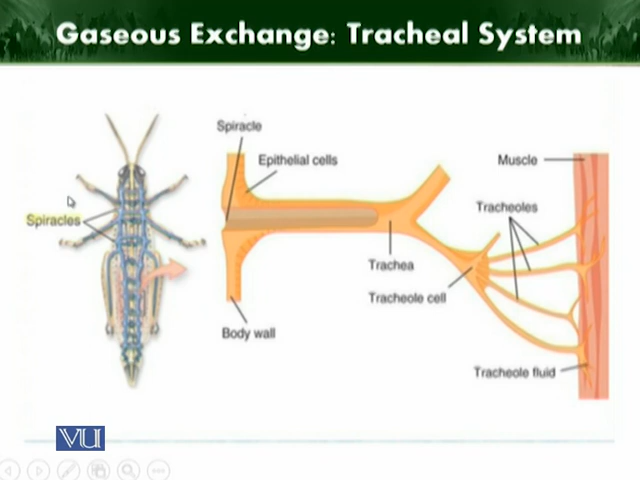 Gaseous Exchange: Tracheal System
Spiracle
Epithelial cells
Muscle
Tracheoles
Spiracles
Trachea
Tracheole cell
Body wall
Tracheole fluid
VU